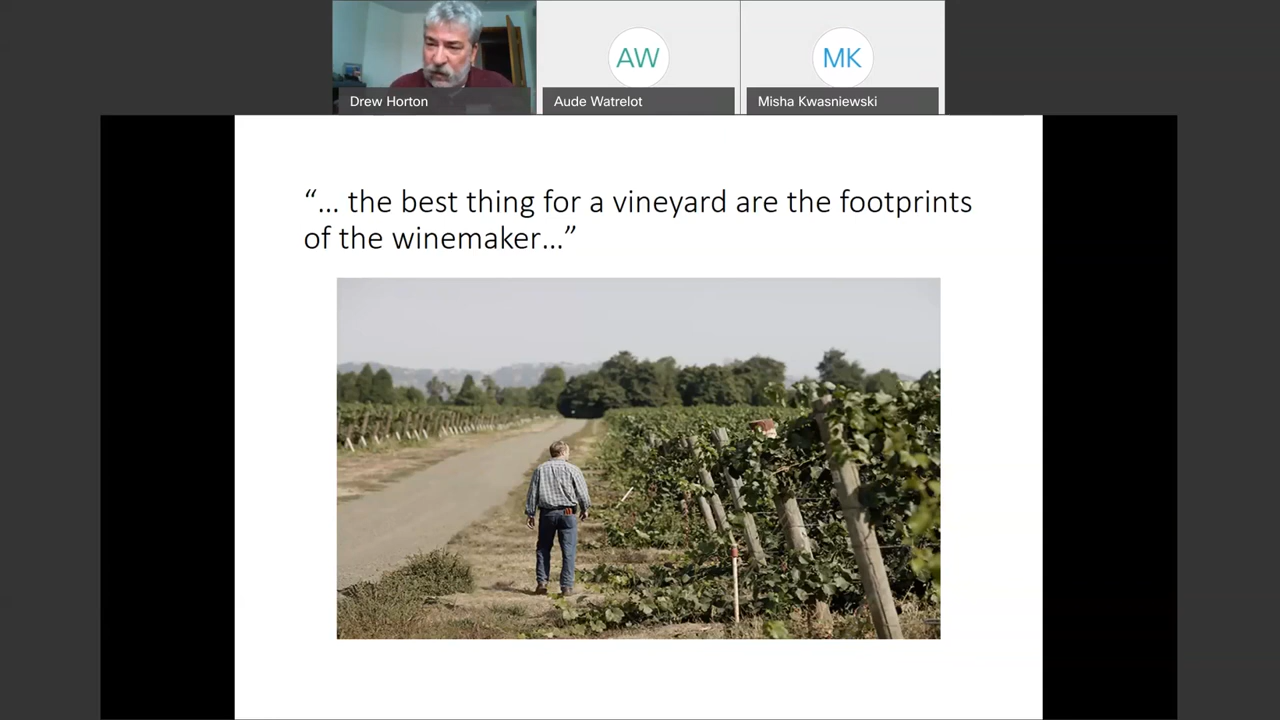 AW
MK
Drew Horton
Aude Watrelot
Misha Kwasniewski
“... the best thing for a vineyard are the footprints
of the winemaker...”